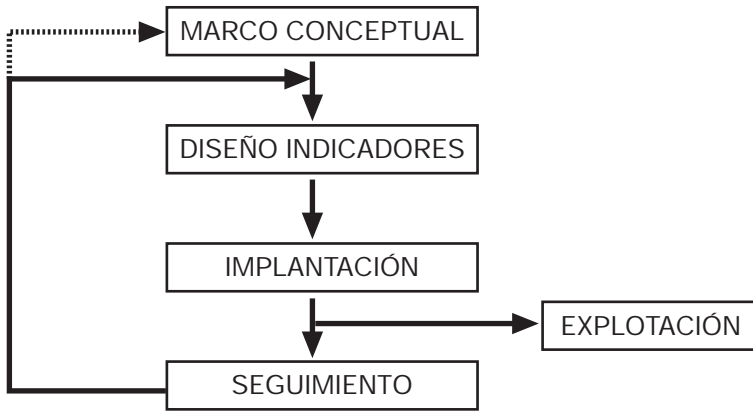 MARCO CONCEPTUAL
DISEÑO INDICADORES
IMPLANTACIÓN
EXPLOTACIÓN
SEGUIMIENTO